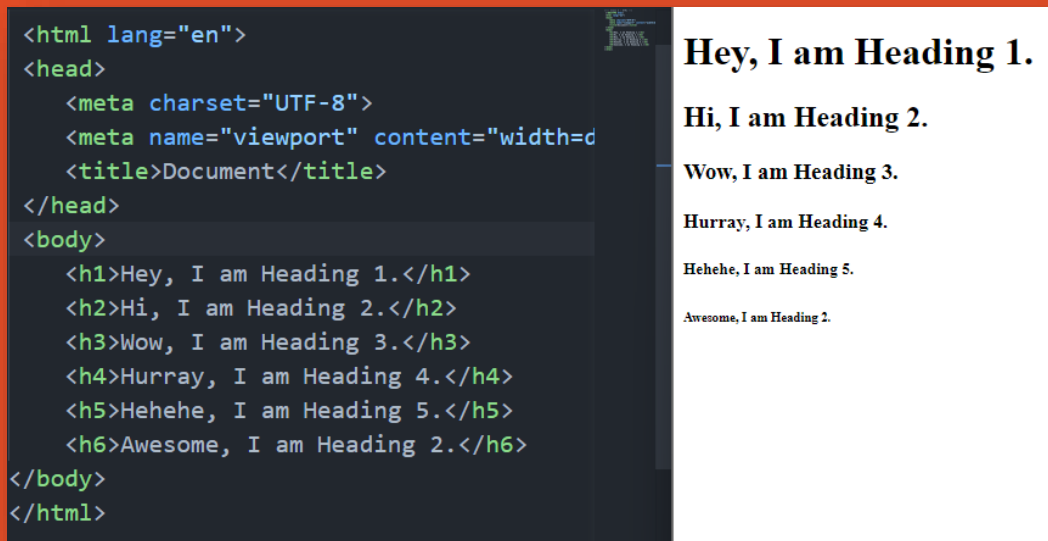 <html lang="en">
<head>
<meta charset="UTF-8">
<meta name="viewport" content="width=d
<title>Document</title>
</head>
<body>
<h1>Hey, I am Heading 1.</h1>
<h2>Hi, I am Heading 2.</h2>
<h3>Wow, I am Heading 3.</h3>
<h4>Hurray, I am Heading 4.</h4>
<h5>Hehehe, I am Heading 5.</h5>
<h6>Awesome, I am Heading 2.</h6>
</body>
</html>
Hey, I am Heading 1.
Hi, I am Heading 2.
Wow, I am Heading 3.
Hurray, I am Heading 4.
Hehehe, I am Heading 5.
Awesome, I am Heading 2.